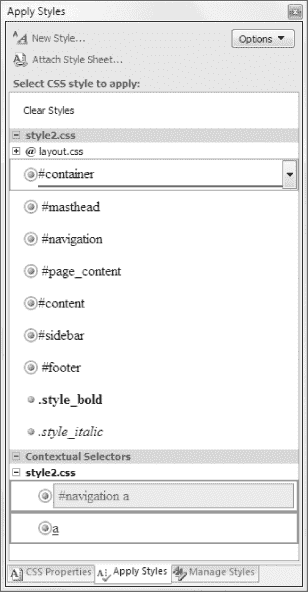 Apply Styles
New Style...
Options
Attach Style Sheet...
Select CSS style to apply:
Clear Styles
style2.css
@ layout.css
#container
#masthead
#navigation
#page_content
#content
#sidebar
#footer
.style_bold
.style_italic
Contextual Selectors
style2.css
#navigation a
a
CSS Properties Apply Styles Manage Styles